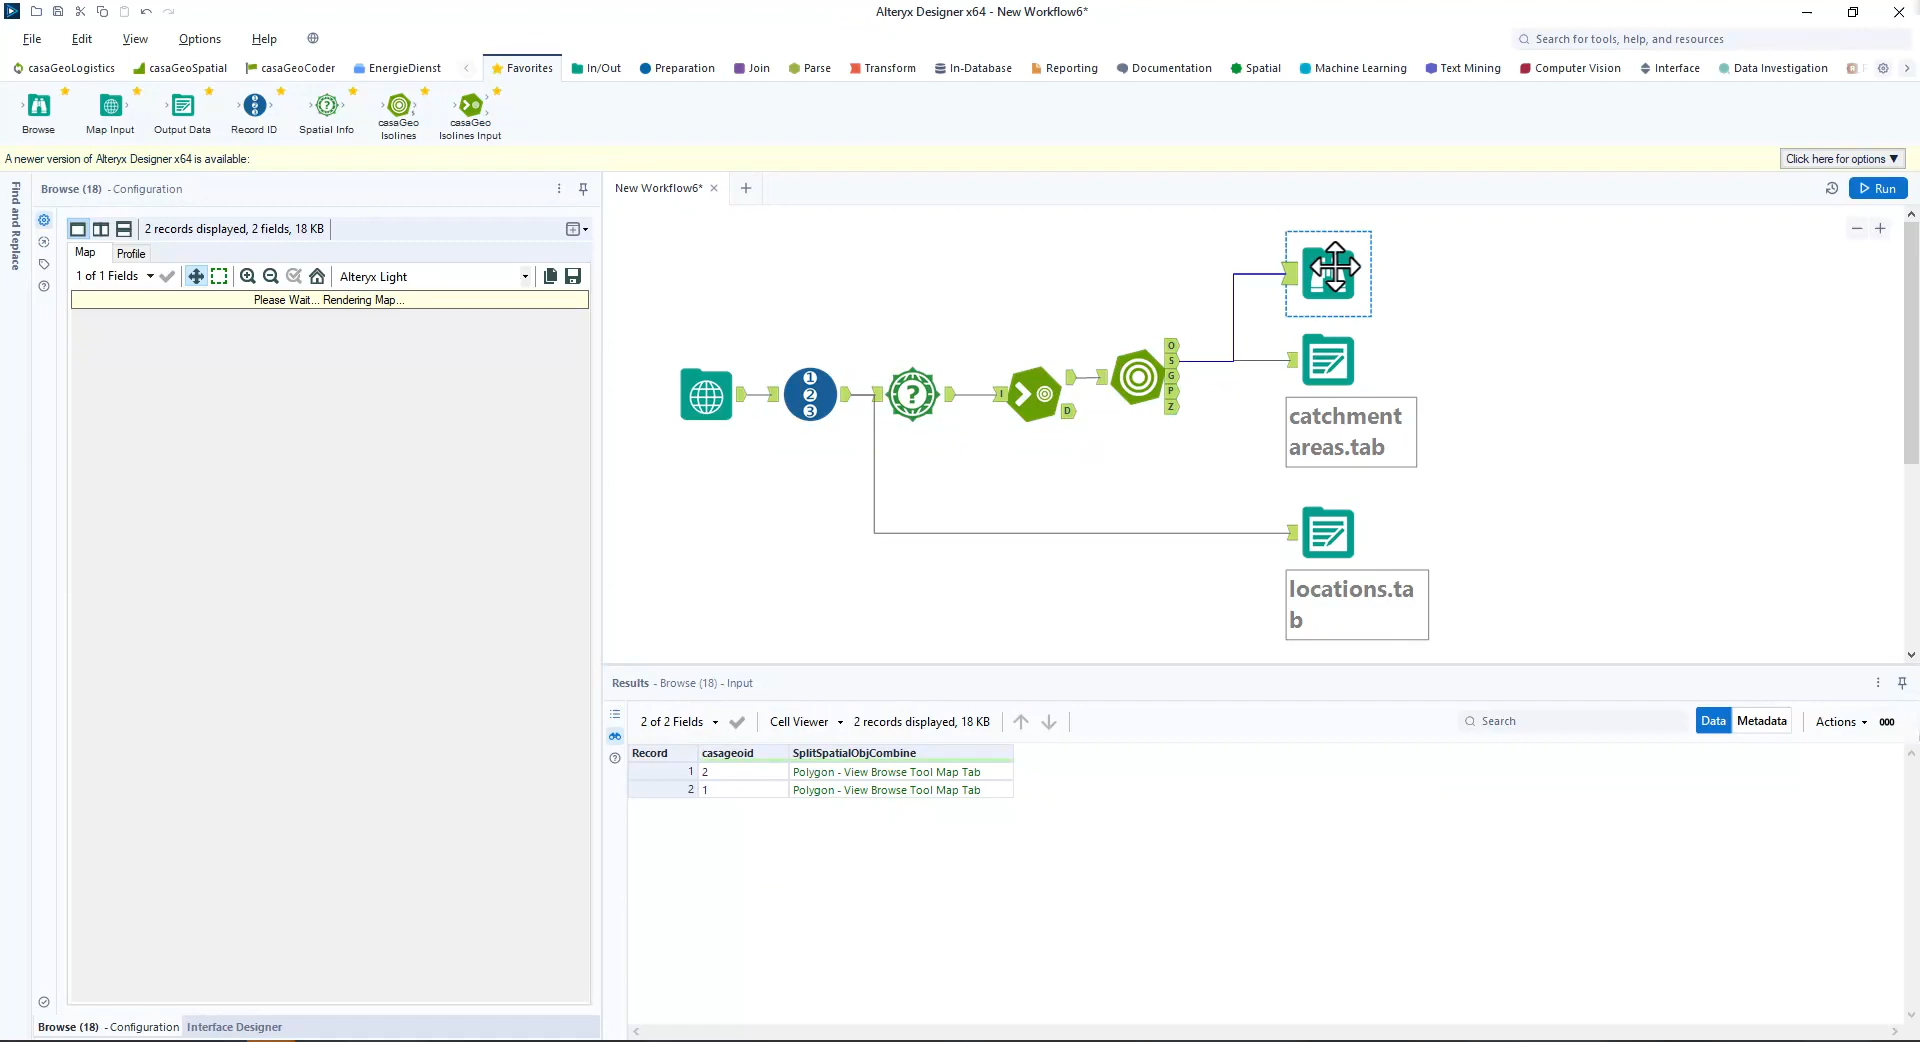 Alteryx Designer x64 - New Workflow6*
File Edit View Options Help
Search for tools, help, and resources
casaGeoLogistics casaGeoSpatial casaGeoCoder EnergieDienst Favorites In/Out Preparation Join Parse Transform In-Database Reporting Documentation Spatial Machine Learning Text Mining Computer Vision Interface Data Investigation
Browse Map Input Output Data Record ID Spatial Info casaGeo Isolines casaGeo Isolines Input
A newer version of Alteryx Designer x64 is available:
Click here for options ▼
Find and Replace
Browse (18) - Configuration
New Workflow6*
Run
2 records displayed, 2 fields, 18 KB
Map Profile
1 of 1 Fields
Alteryx Light
Please Wait... Rendering Map...
1
2
3
?
I
D
O
S
G
P
Z
catchment
areas.tab
locations.ta
b
Results - Browse (18) - Input
2 of 2 Fields Cell Viewer 2 records displayed, 18 KB
Search
Data Metadata Actions 000
Record casageoid SplitSpatialObjCombine
1 2 Polygon - View Browse Tool Map Tab
2 1 Polygon - View Browse Tool Map Tab
Browse (18) - Configuration Interface Designer